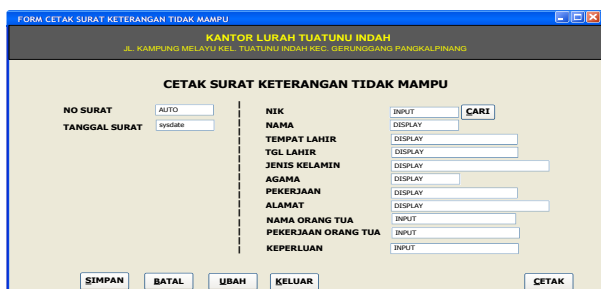 FORM CETAK SURAT KETERANGAN TIDAK MAMPU
KANTOR LURAH TUATUNU INDAH
JL. KAMPUNG MELAYU KEL. TUATUNU INDAH KEC. GERUNGGANG PANGKALPINANG
CETAK SURAT KETERANGAN TIDAK MAMPU
NO SURAT AUTO
TANGGAL SURAT sysdate
NIK INPUT CARI
NAMA DISPLAY
TEMPAT LAHIR DISPLAY
TGL LAHIR DISPLAY
JENIS KELAMIN DISPLAY
AGAMA DISPLAY
PEKERJAAN DISPLAY
ALAMAT DISPLAY
NAMA ORANG TUA INPUT
PEKERJAAN ORANG TUA INPUT
KEPERLUAN INPUT
SIMPAN BATAL UBAH KELUAR CETAK